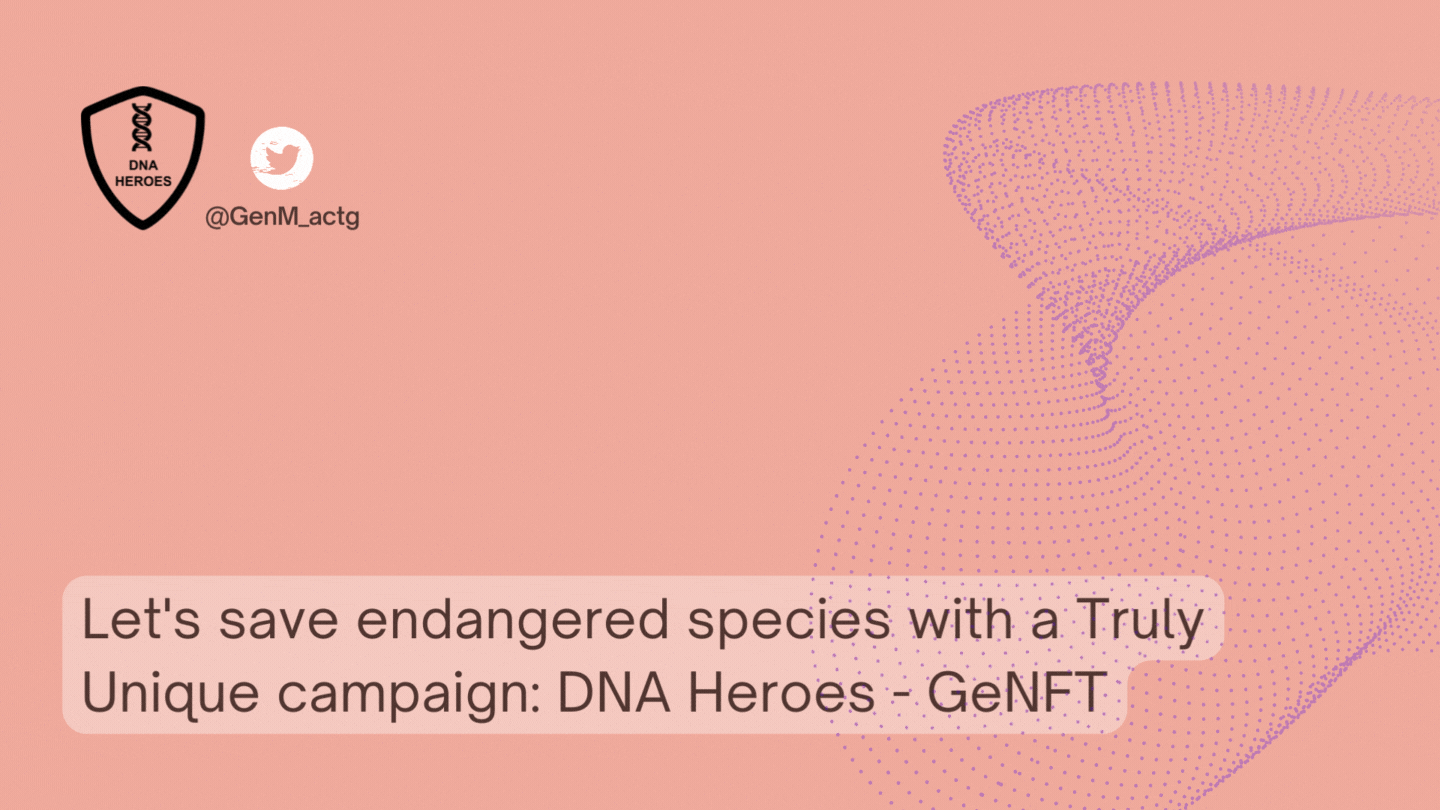 DNA
HEROES
@GenM_actg
Let's save endangered species with a Truly
Unique campaign: DNA Heroes - GeNFT